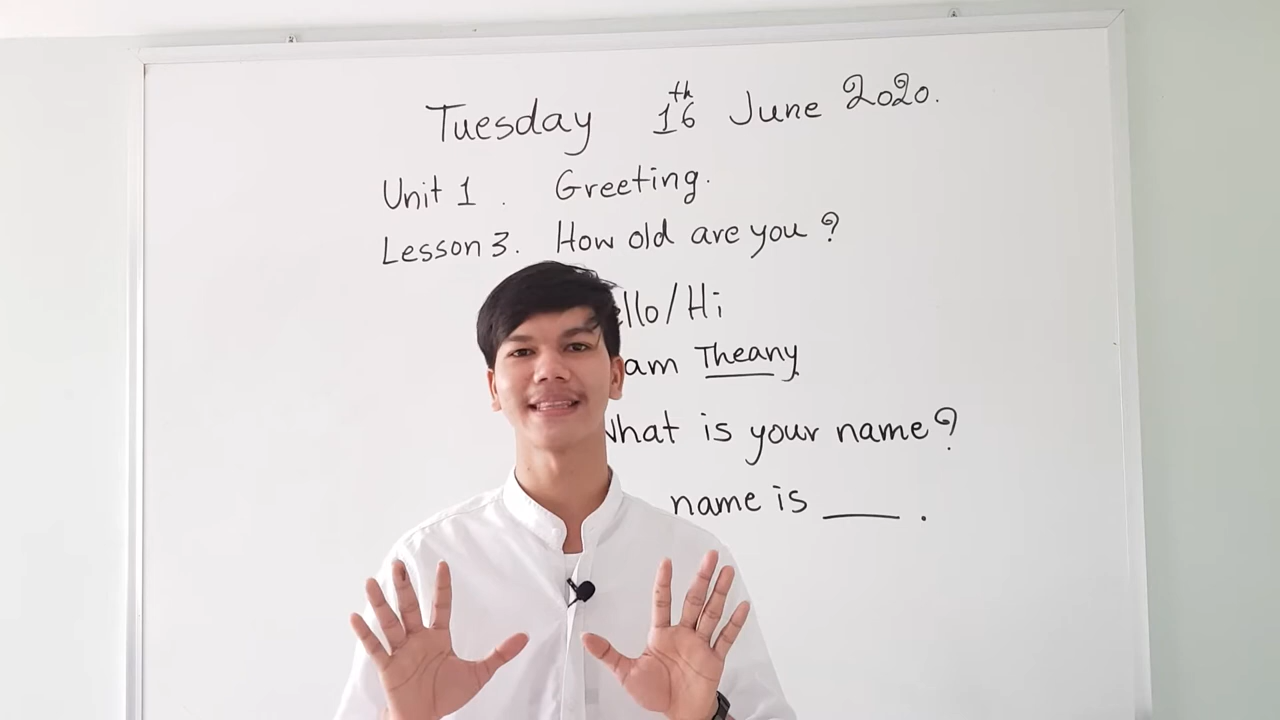 Tuesday 16th June 2020.
Unit 1. Greeting.
Lesson 3. How old are you?
ello/Hi
am Theany.
What is your name?
name is ___.